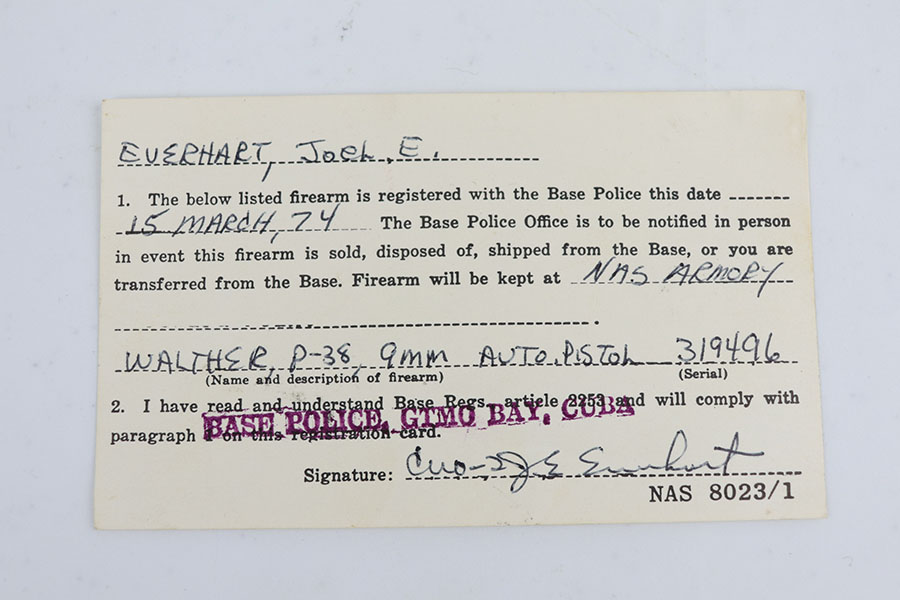 EVERHART, JOEL E.
1. The below listed firearm is registered with the Base Police this date
15 MARCH, 74 The Base Police Office is to be notified in person
in event this firearm is sold, disposed of, shipped from the Base, or you are
transferred from the Base. Firearm will be kept at NAS ARMORY
WALTHER, P-38, 9MM AUTO.PISTOL 319496
(Name and description of firearm) (Serial)
2. I have read and understand Base Regs. article 2253 and will comply with
BASE POLICE, GTMO BAY, CUBA
paragraph 1 on this registration card.
Signature: CWO-2 J E Everhart
NAS 8023/1